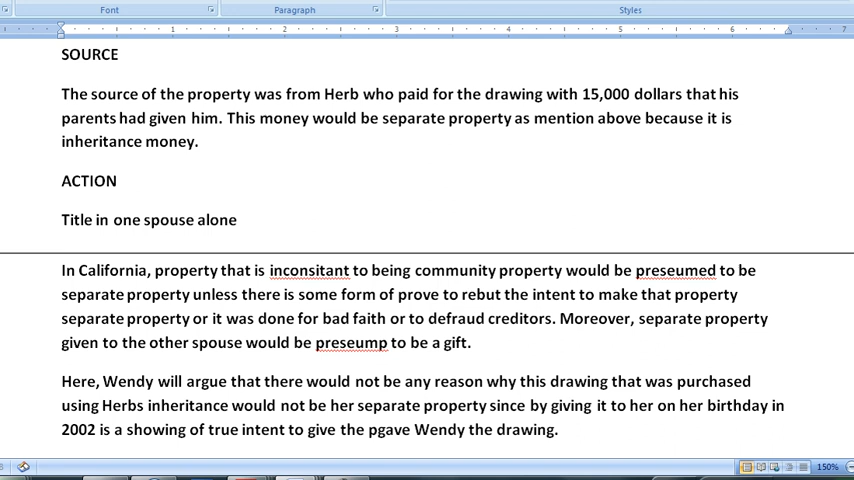 Font Paragraph Styles
1 2 3 4 5 6 7
SOURCE
The source of the property was from Herb who paid for the drawing with 15,000 dollars that his
parents had given him. This money would be separate property as mention above because it is
inheritance money.
ACTION
Title in one spouse alone
In California, property that is inconsitant to being community property would be preseumed to be
separate property unless there is some form of prove to rebut the intent to make that property
separate property or it was done for bad faith or to defraud creditors. Moreover, separate property
given to the other spouse would be preseump to be a gift.
Here, Wendy will argue that there would not be any reason why this drawing that was purchased
using Herbs inheritance would not be her separate property since by giving it to her on her birthday in
2002 is a showing of true intent to give the pgave Wendy the drawing.
150%